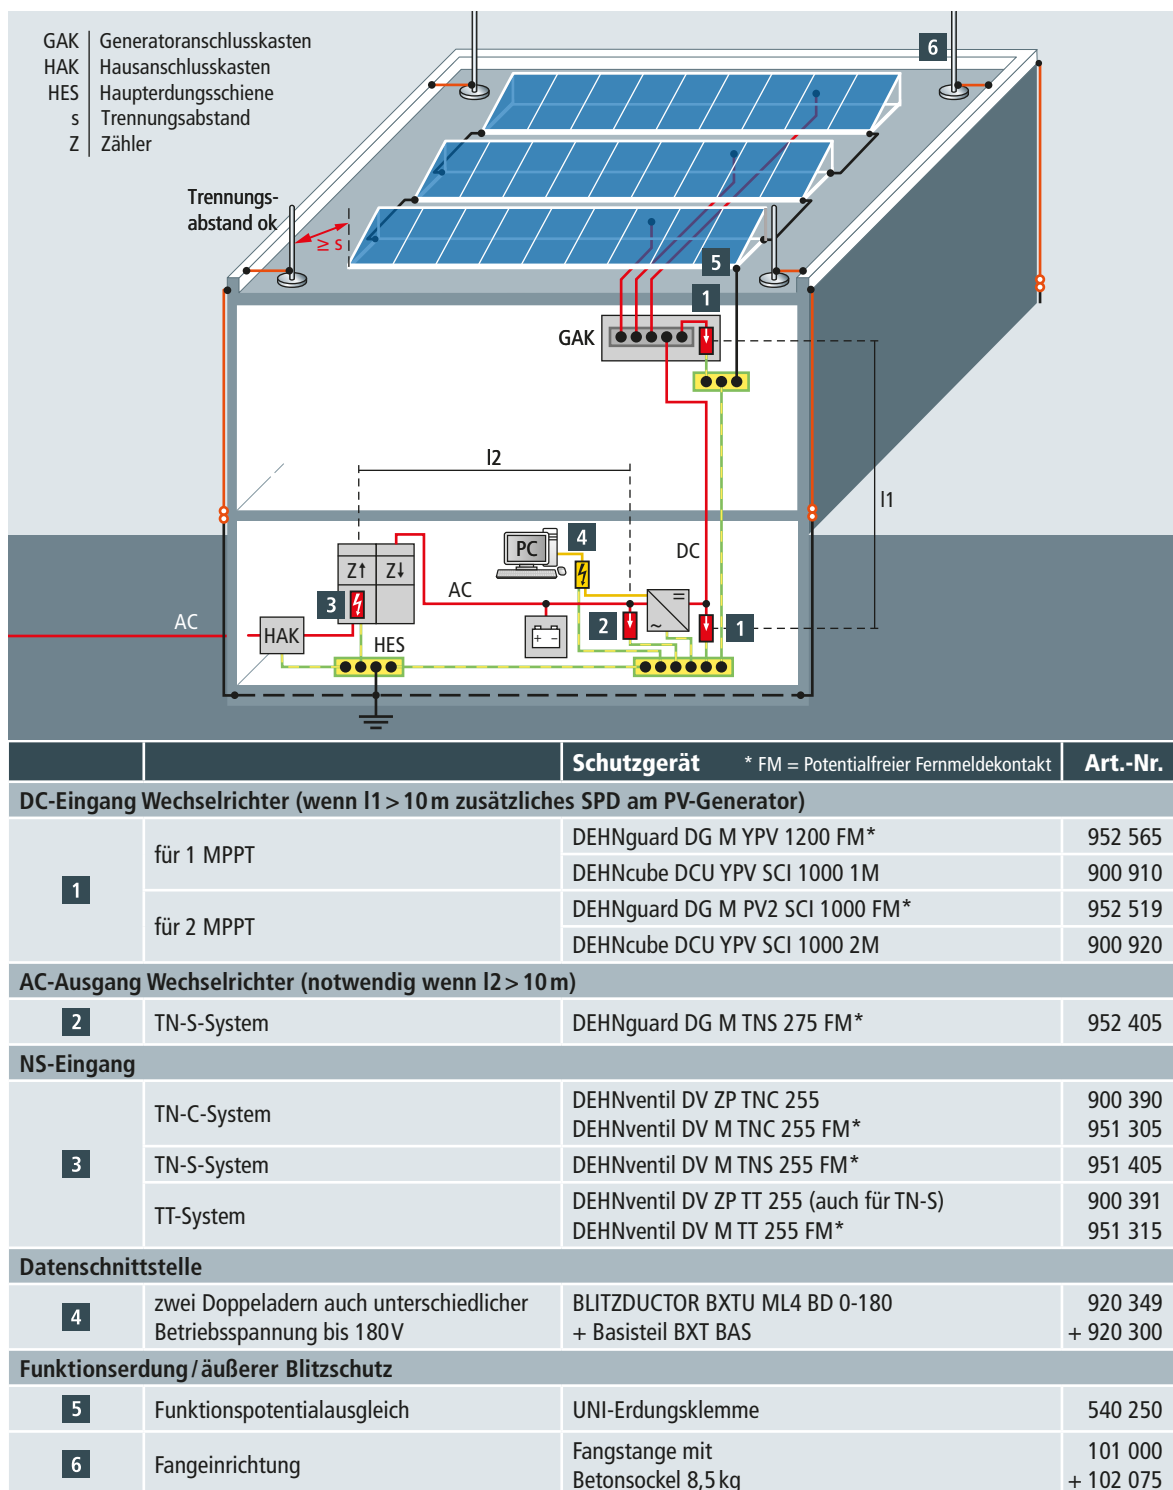 GAK Generatoranschlusskasten
HAK Hausanschlusskasten
HES Haupterdungsschiene
s Trennungsabstand
Z Zähler
6
Trennungs-
abstand ok
≥ s
5
1
GAK
l2
l1
PC
4
DC
Z↑ Z↓
AC
3
AC
HAK
HES
2
1
+ −
= ~
Schutzgerät * FM = Potentialfreier Fernmeldekontakt Art.-Nr.
DC-Eingang Wechselrichter (wenn l1 > 10 m zusätzliches SPD am PV-Generator)
1
für 1 MPPT
DEHNguard DG M YPV 1200 FM* 952 565
DEHNcube DCU YPV SCI 1000 1M 900 910
für 2 MPPT
DEHNguard DG M PV2 SCI 1000 FM* 952 519
DEHNcube DCU YPV SCI 1000 2M 900 920
AC-Ausgang Wechselrichter (notwendig wenn l2 > 10 m)
2 TN-S-System DEHNguard DG M TNS 275 FM* 952 405
NS-Eingang
3
TN-C-System
DEHNventil DV ZP TNC 255 900 390
DEHNventil DV M TNC 255 FM* 951 305
TN-S-System DEHNventil DV M TNS 255 FM* 951 405
TT-System
DEHNventil DV ZP TT 255 (auch für TN-S) 900 391
DEHNventil DV M TT 255 FM* 951 315
Datenschnittstelle
4
zwei Doppeladern auch unterschiedlicher
Betriebsspannung bis 180 V
BLITZDUCTOR BXTU ML4 BD 0-180 920 349
+ Basisteil BXT BAS + 920 300
Funktionserdung / äußerer Blitzschutz
5 Funktionspotentialausgleich UNI-Erdungsklemme 540 250
6 Fangeinrichtung
Fangstange mit 101 000
Betonsockel 8,5 kg + 102 075